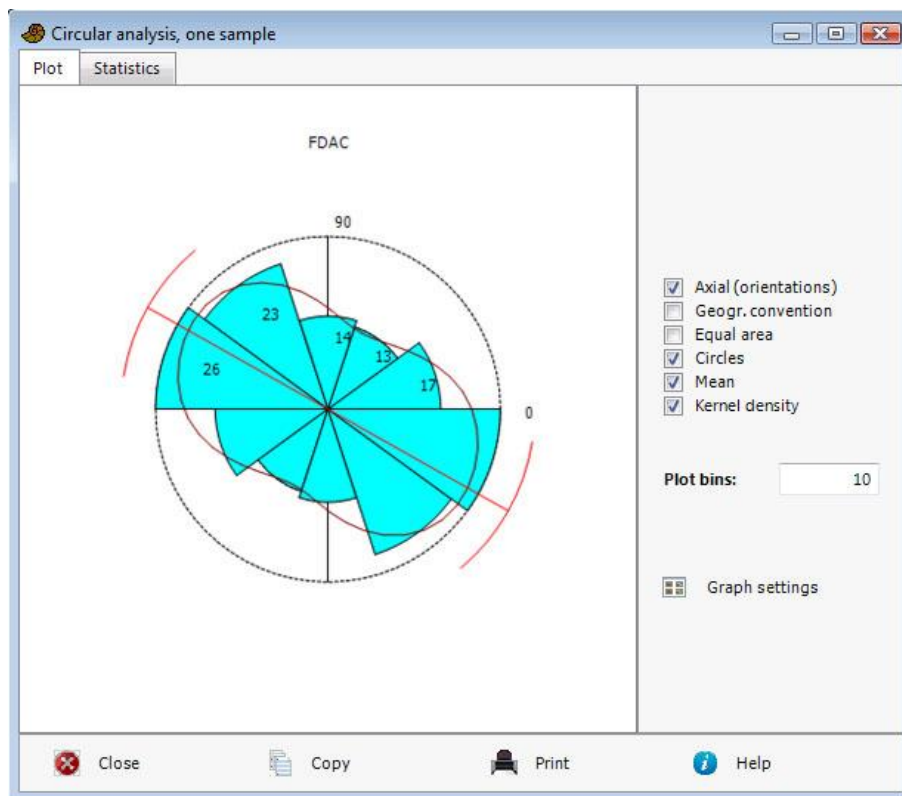 Circular analysis, one sample
Plot Statistics
FDAC
90
23
14
13
26
17
0
Axial (orientations)
Geogr. convention
Equal area
Circles
Mean
Kernel density
Plot bins: 10
Graph settings
Close Copy Print Help